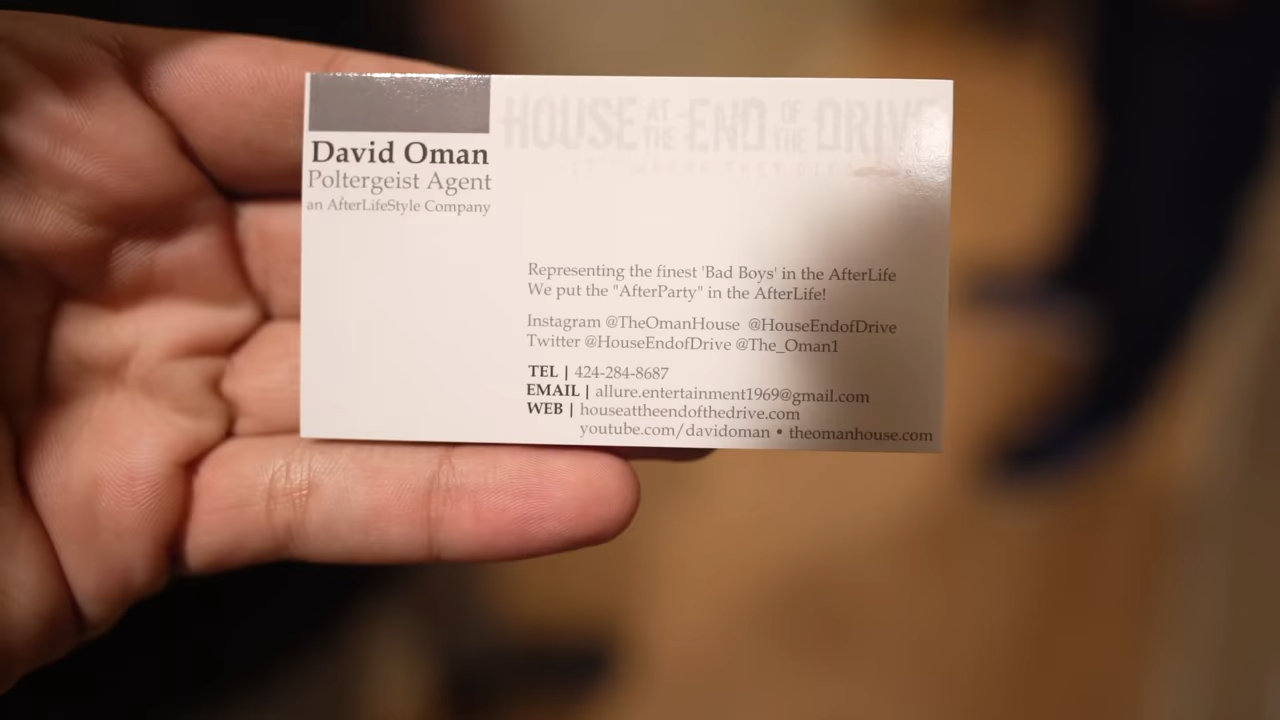 HOUSE AT THE END OF THE DRIVE
David Oman
Poltergeist Agent
an AfterLifeStyle Company
Representing the finest 'Bad Boys' in the AfterLife
We put the "AfterParty" in the AfterLife!
Instagram @TheOmanHouse @HouseEndofDrive
Twitter @HouseEndofDrive @The_Oman1
TEL | 424-284-8687
EMAIL | allure.entertainment1969@gmail.com
WEB | houseattheendofthedrive.com
youtube.com/davidoman • theomanhouse.com